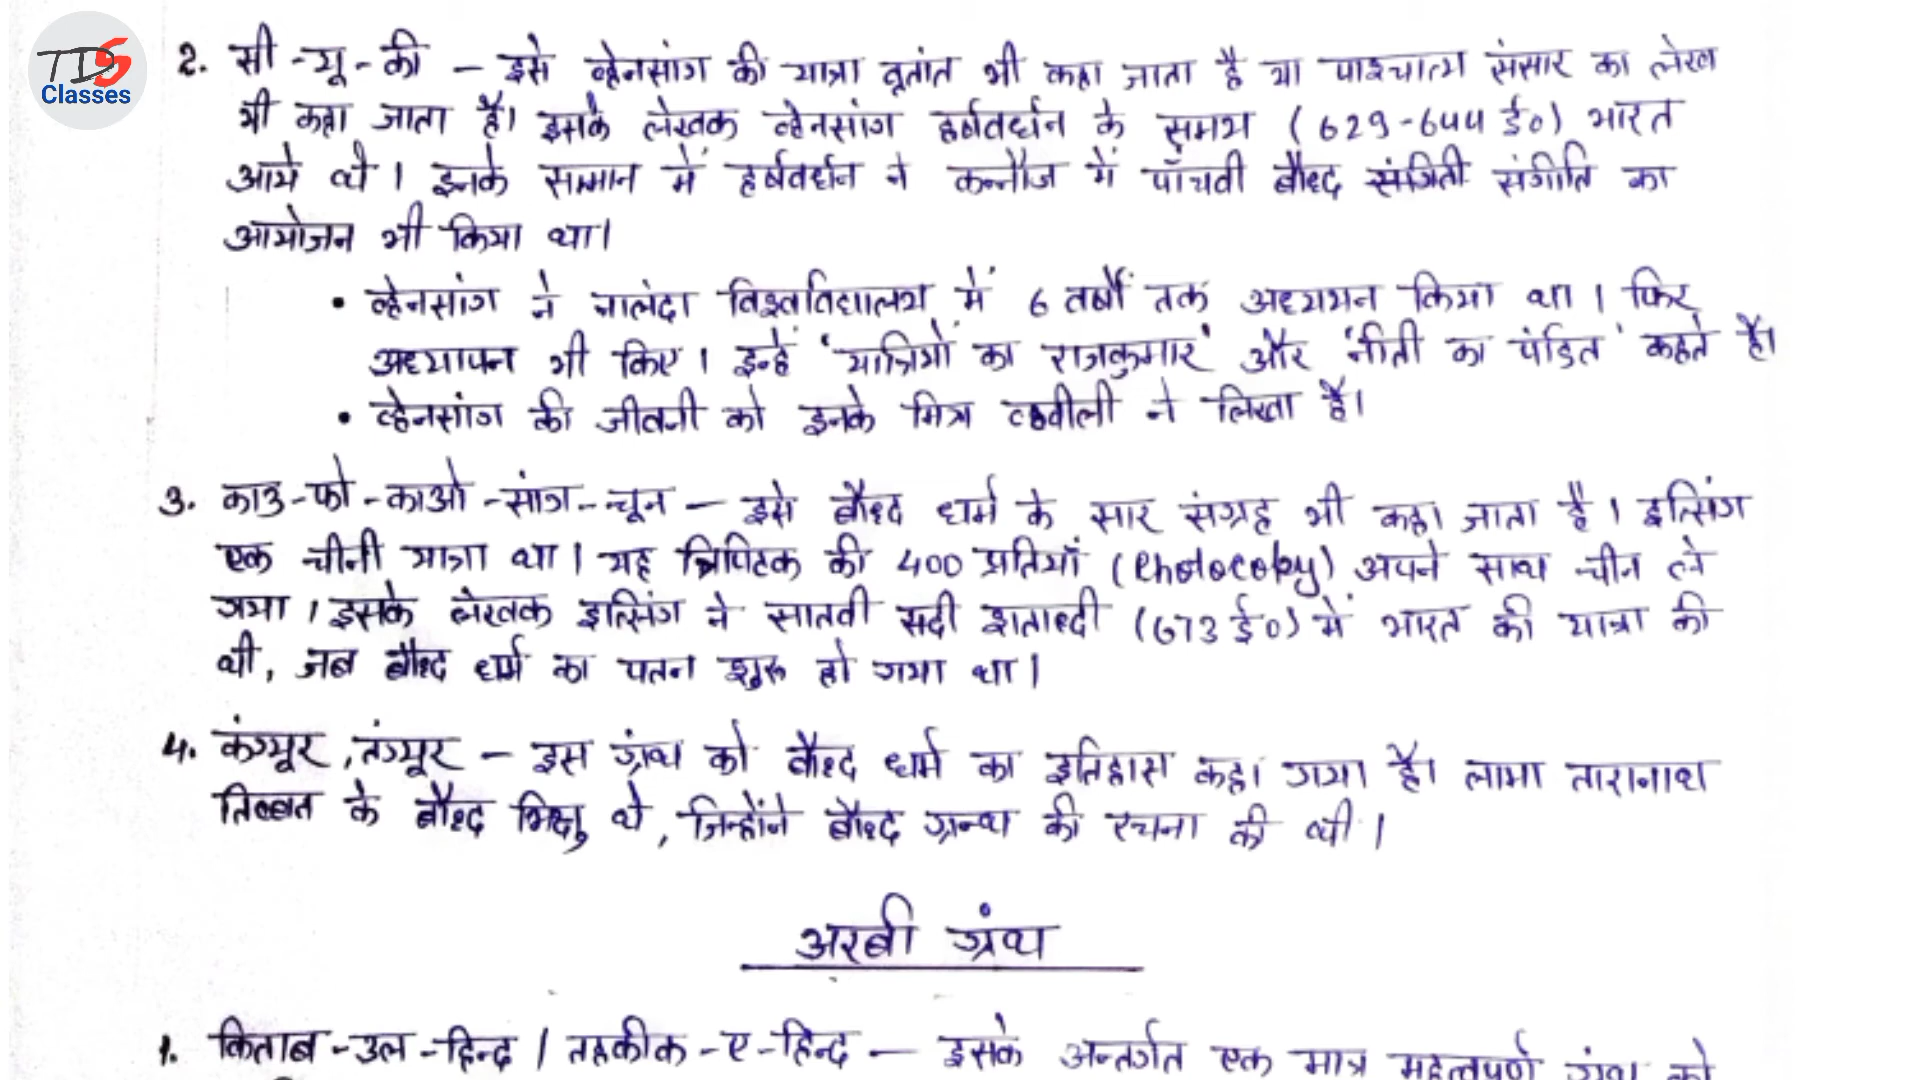 TDS
Classes
2. सी-यू-की – इसे व्हेनसांग की यात्रा वृतांत भी कहा जाता है या पाश्चात्य संसार का लेख
भी कहा जाता है। इसके लेखक व्हेनसांग हर्षवर्धन के समय (629-644 ई०) भारत
आये थे। इनके सम्मान में हर्षवर्धन ने कन्नौज में पाँचवी बौद्ध संगिती संगीति का
आयोजन भी किया था।
• व्हेनसांग ने नालंदा विश्वविद्यालय में 6 वर्षों तक अध्ययन किया था। फिर
अध्यापन भी किए। इन्हें 'यात्रियों का राजकुमार' और 'नीती का पंडित' कहते है।
• व्हेनसांग की जीवनी को इनके मित्र ने लिखा है।
3. काउ-फो-काओ-सांग-चून – इसे बौद्ध धर्म के सार संग्रह भी कहा जाता है। इत्सिंग
एक चीनी यात्रा था। यह त्रिपिटक की 400 प्रतियाँ (Photocopy) अपने साथ चीन ले
गया। इसके लेखक इत्सिंग ने सातवी सदी शताब्दी (673 ई०) में भारत की यात्रा की
थी, जब बौद्ध धर्म का पतन शुरू हो गया था।
4. कंग्यूर, तंग्यूर – इस ग्रंथ को बौद्ध धर्म का इतिहास कहा गया है। लामा तारानाथ
तिब्बत के बौद्ध भिक्षु थे, जिन्होंने बौद्ध ग्रन्थ की रचना की थी।
अरबी ग्रंथ
1. किताब-उल-हिन्द / तहकीक-ए-हिन्द – इसके अन्तर्गत एक मात्र महत्वपूर्ण ग्रंथ को